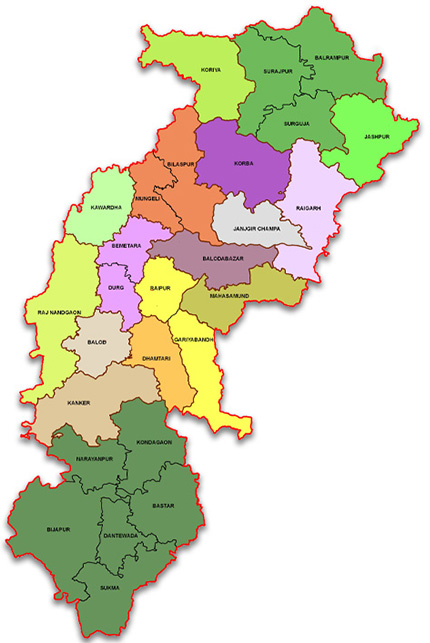 BALRAMPUR
SURAJPUR
KORIYA
SURGUJA
JASHPUR
BILASPUR
KORBA
MUNGELI
RAIGARH
KAWARDHA
JANJGIR CHAMPA
BEMETARA
BALODABAZAR
DURG
RAIPUR
MAHASAMUND
RAJ NANDGAON
GARIYABANDH
BALOD
DHAMTARI
KANKER
KONDAGAON
NARAYANPUR
BASTAR
BIJAPUR
DANTEWADA
SUKMA